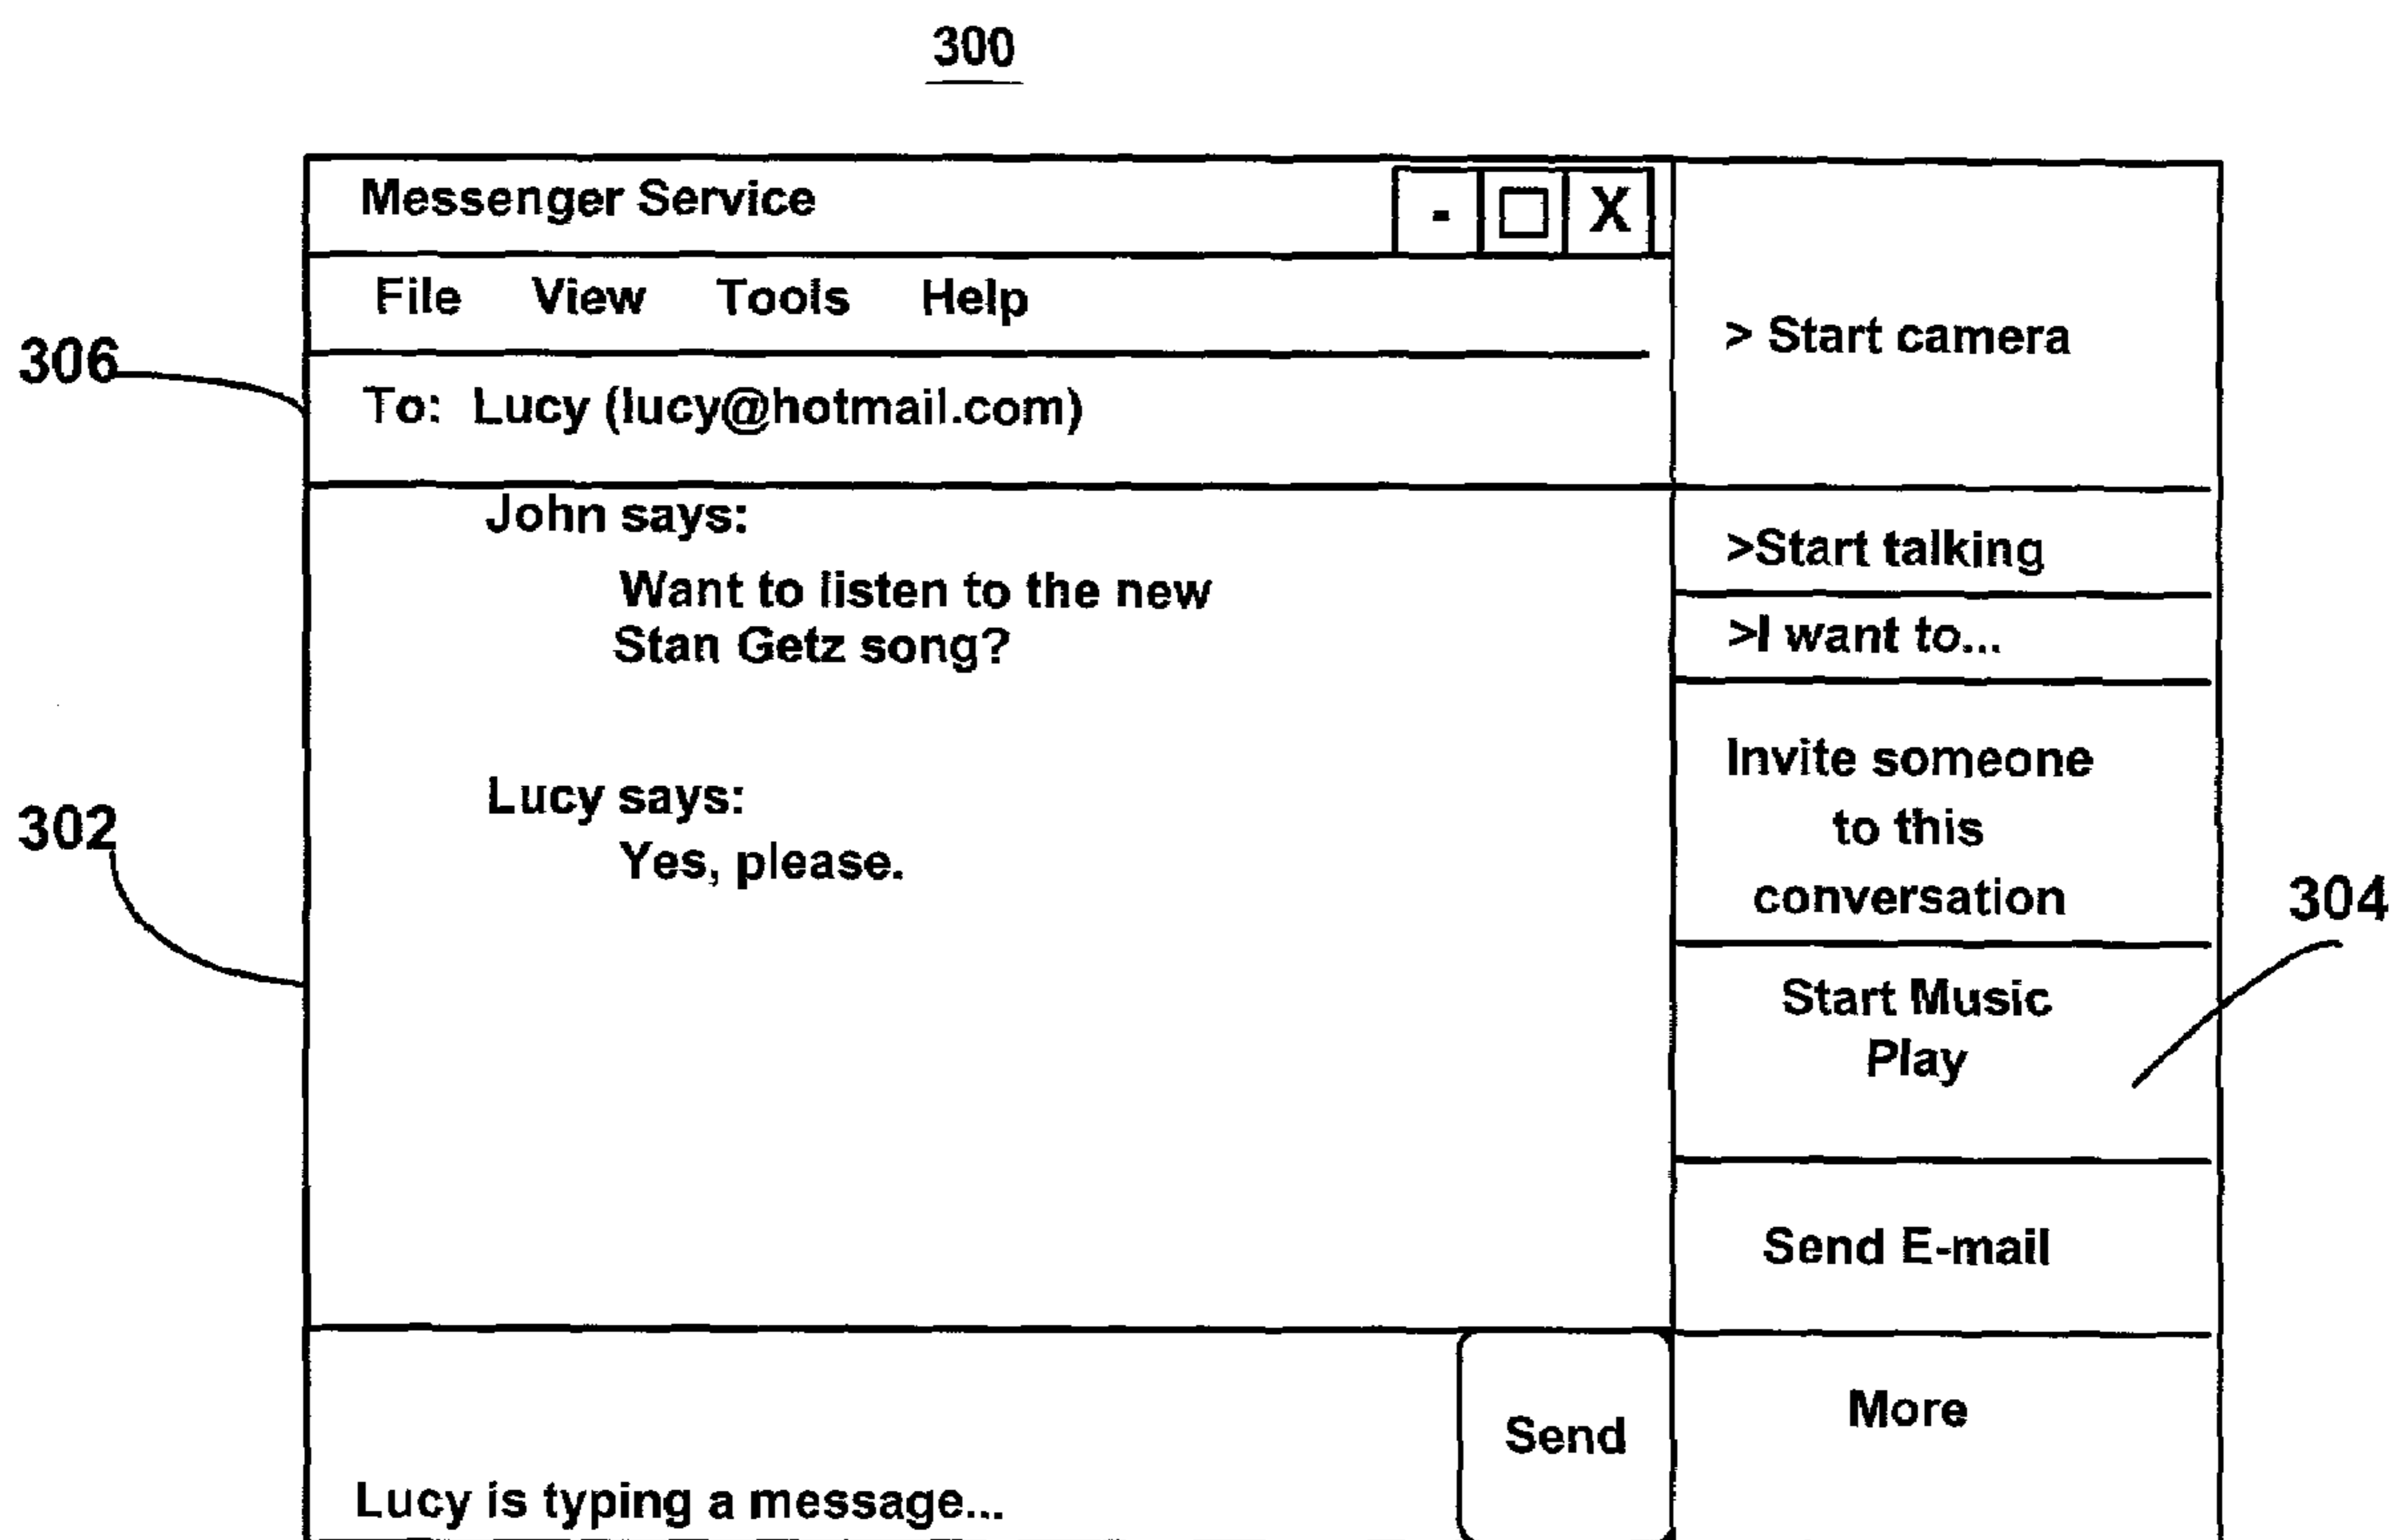 300
Messenger Service
- □ X
File View Tools Help
306
To: Lucy (lucy@hotmail.com)
John says:
Want to listen to the new
Stan Getz song?
302
Lucy says:
Yes, please.
Lucy is typing a message...
Send
> Start camera
>Start talking
>I want to...
Invite someone
to this
conversation
304
Start Music
Play
Send E-mail
More